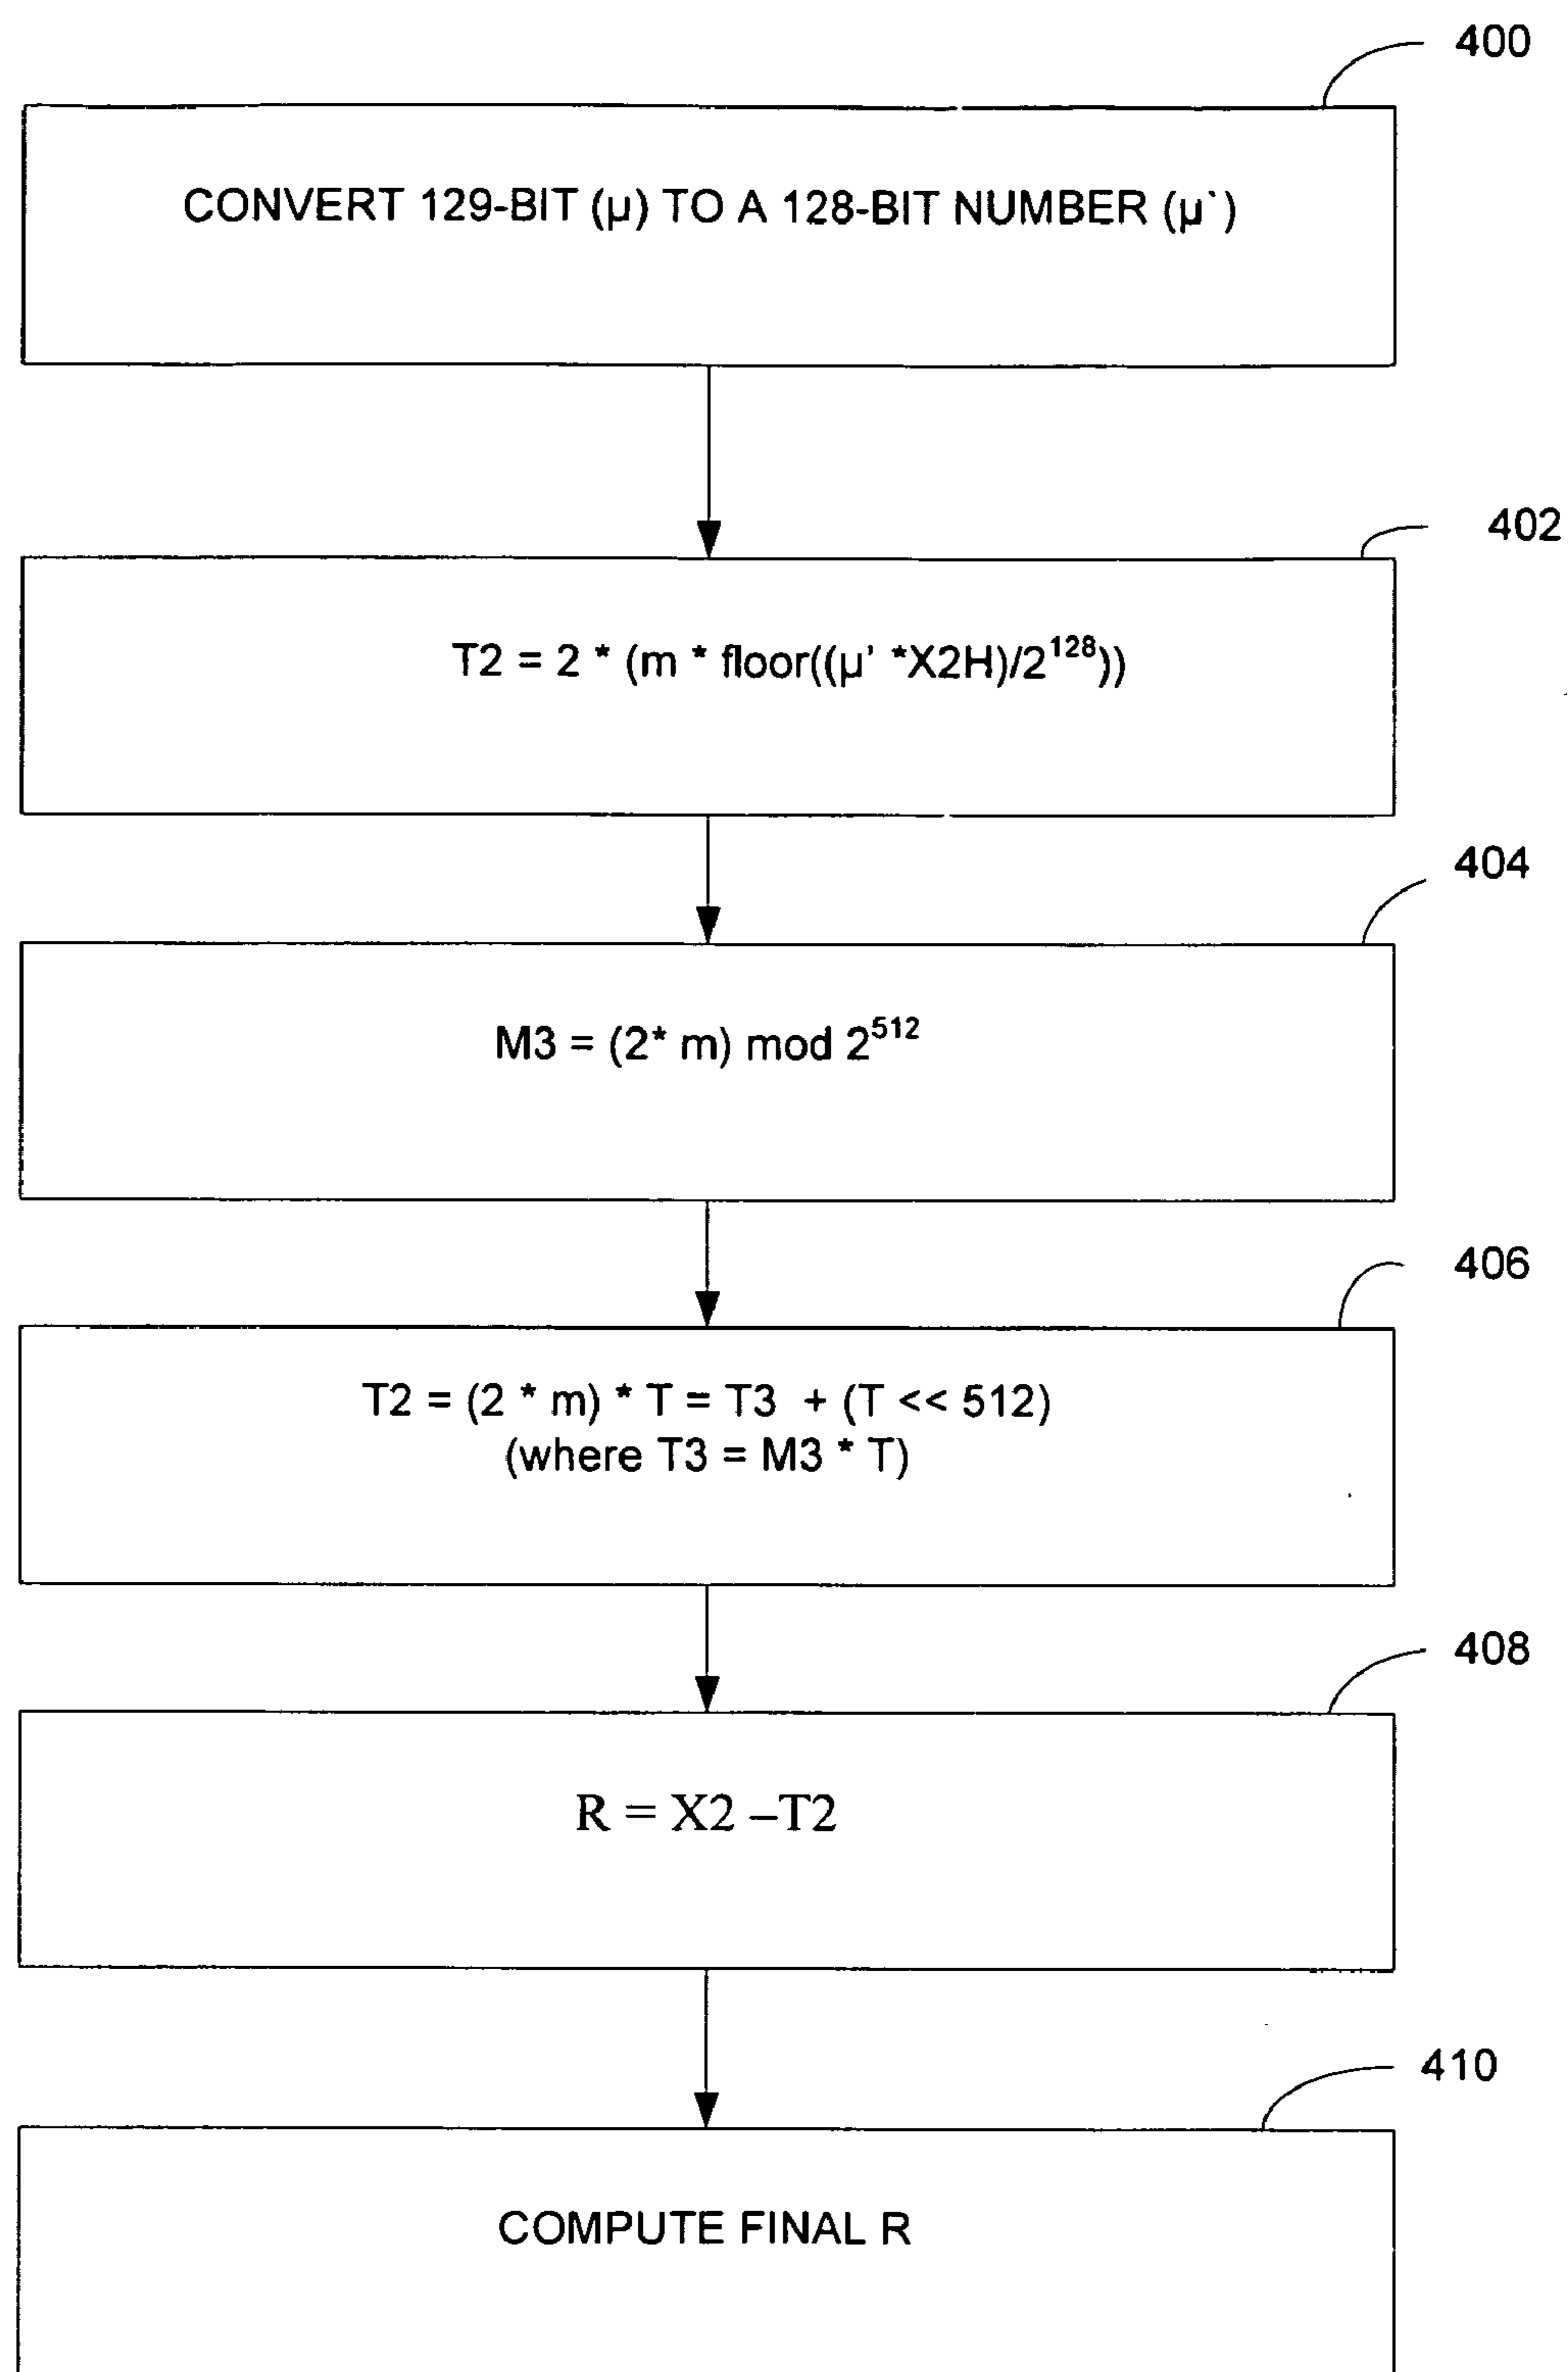 400
CONVERT 129-BIT (µ) TO A 128-BIT NUMBER (µ`)
402
T2 = 2 * (m * floor((µ' *X2H)/2^128))
404
M3 = (2* m) mod 2^512
406
T2 = (2 * m) * T = T3 + (T << 512)
(where T3 = M3 * T)
408
R = X2 –T2
410
COMPUTE FINAL R